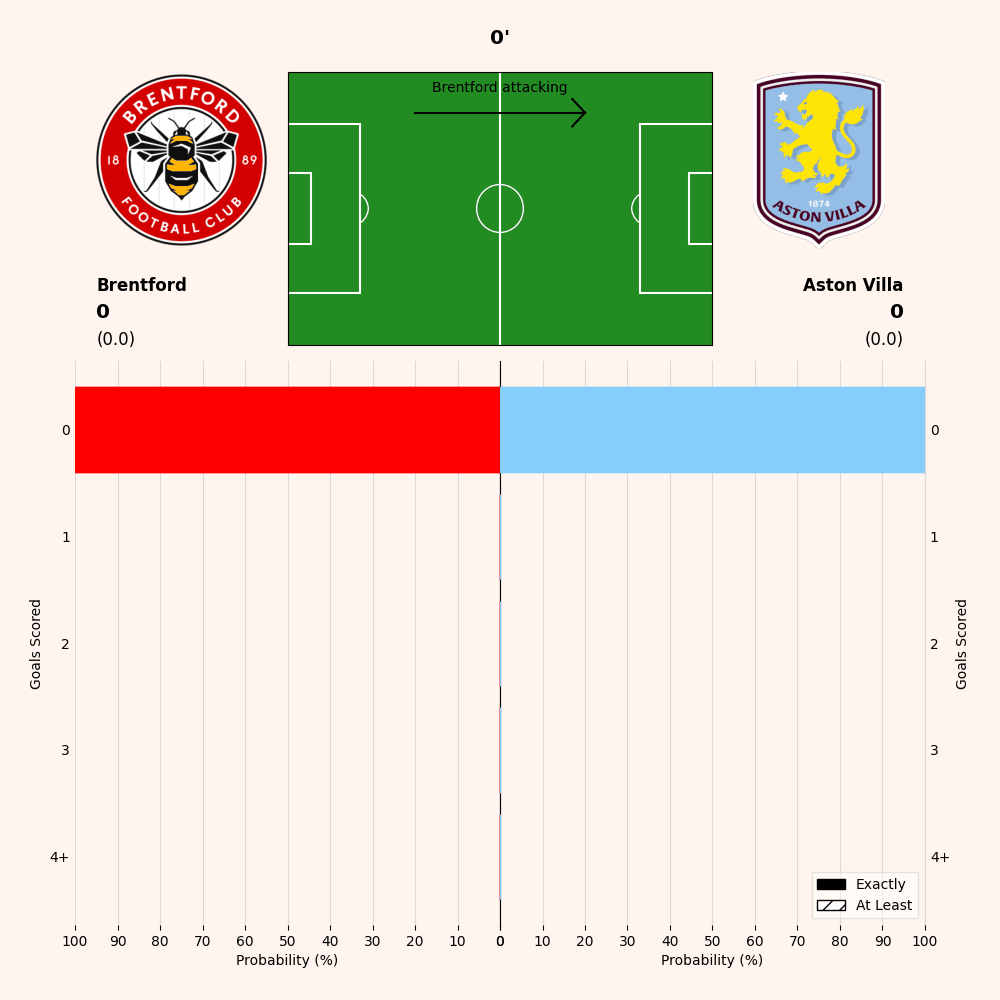 0'
BRENTFORD
18 89
FOOTBALL CLUB
Brentford attacking
1874
ASTON VILLA
Brentford
0
(0.0)
Aston Villa
0
(0.0)
0 0
1 1
2 2
3 3
4+ 4+
Goals Scored
Goals Scored
Exactly
At Least
100 90 80 70 60 50 40 30 20 10 0 0 10 20 30 40 50 60 70 80 90 100
Probability (%) Probability (%)